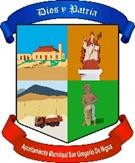 Dios y Patria
Ayuntamiento Municipal San Gregorio De Nigua